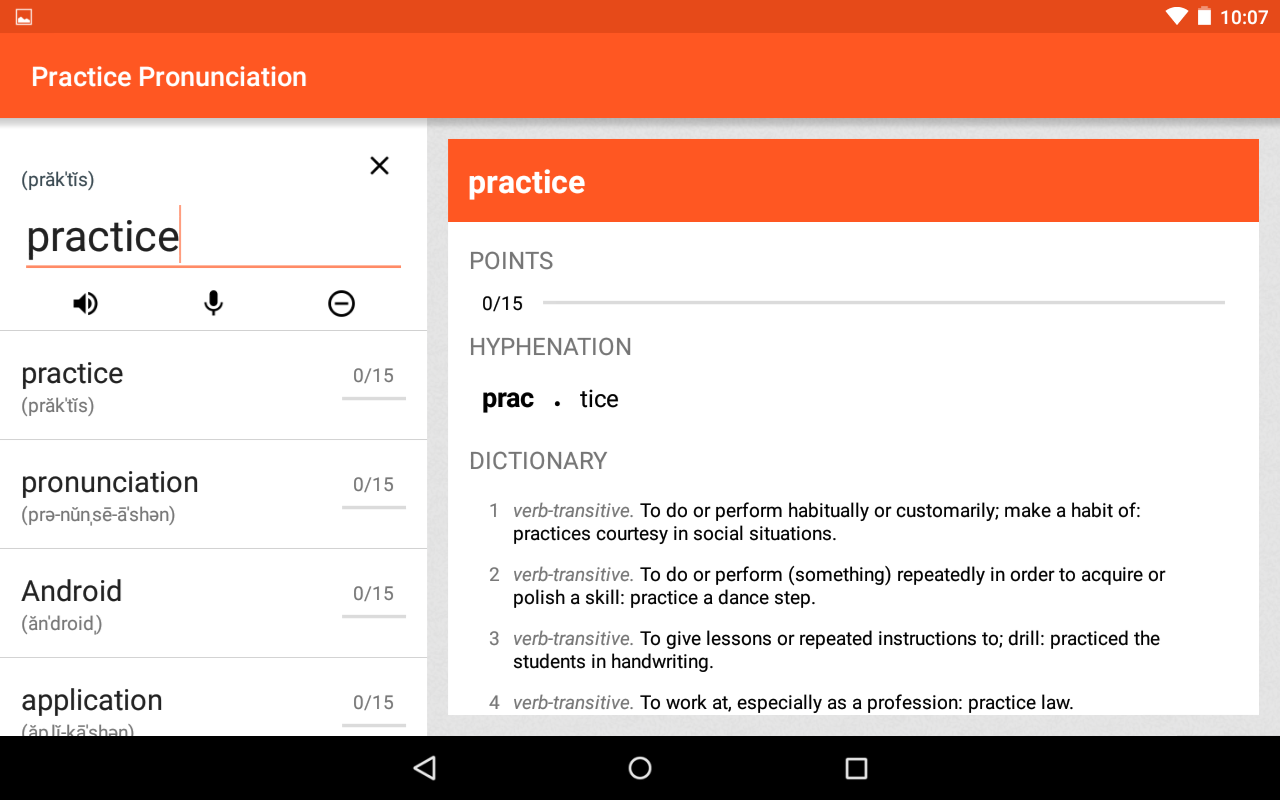 10:07
Practice Pronunciation
(prăk'tĭs)
practice
practice
0/15
(prăk'tĭs)
pronunciation
0/15
(prə-nŭn͵sē-ā'shən)
Android
0/15
(ăn'droid͵)
application
0/15
(ăp͵lĭ-kā'shən)
practice
POINTS
0/15
HYPHENATION
prac . tice
DICTIONARY
1 verb-transitive. To do or perform habitually or customarily; make a habit of:
practices courtesy in social situations.
2 verb-transitive. To do or perform (something) repeatedly in order to acquire or
polish a skill: practice a dance step.
3 verb-transitive. To give lessons or repeated instructions to; drill: practiced the
students in handwriting.
4 verb-transitive. To work at, especially as a profession: practice law.